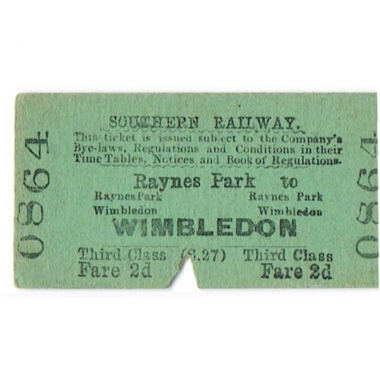 SOUTHERN RAILWAY.
This ticket is issued subject to the Company's
Bye-laws, Regulations and Conditions in their
Time Tables, Notices and Book of Regulations.
Raynes Park to
Raynes Park Raynes Park
Wimbledon Wimbledon
WIMBLEDON
Third Class (S.27) Third Class
Fare 2d Fare 2d
0864
0864